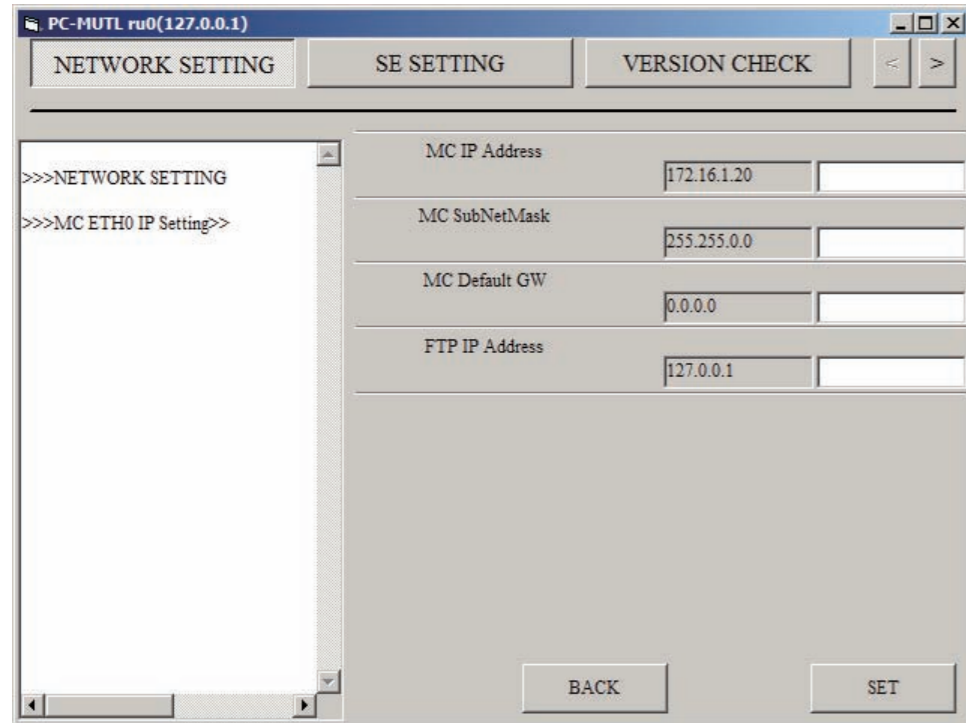 PC-MUTL ru0(127.0.0.1)
NETWORK SETTING SE SETTING VERSION CHECK < >
>>>NETWORK SETTING
>>>MC ETH0 IP Setting>>
MC IP Address
172.16.1.20
MC SubNetMask
255.255.0.0
MC Default GW
0.0.0.0
FTP IP Address
127.0.0.1
BACK SET